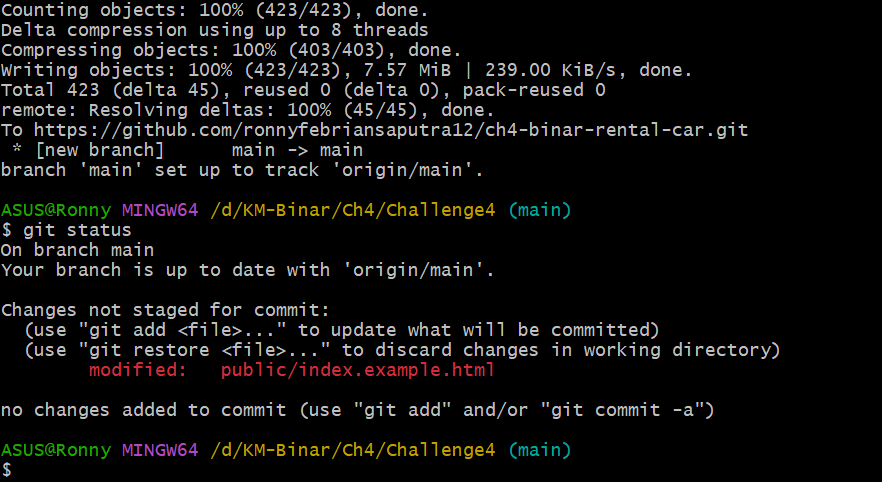 Counting objects: 100% (423/423), done.
Delta compression using up to 8 threads
Compressing objects: 100% (403/403), done.
Writing objects: 100% (423/423), 7.57 MiB | 239.00 KiB/s, done.
Total 423 (delta 45), reused 0 (delta 0), pack-reused 0
remote: Resolving deltas: 100% (45/45), done.
To https://github.com/ronnyfebriansaputra12/ch4-binar-rental-car.git
 * [new branch]      main -> main
branch 'main' set up to track 'origin/main'.

ASUS@Ronny MINGW64 /d/KM-Binar/Ch4/Challenge4 (main)
$ git status
On branch main
Your branch is up to date with 'origin/main'.

Changes not staged for commit:
  (use "git add <file>..." to update what will be committed)
  (use "git restore <file>..." to discard changes in working directory)
        modified:   public/index.example.html

no changes added to commit (use "git add" and/or "git commit -a")

ASUS@Ronny MINGW64 /d/KM-Binar/Ch4/Challenge4 (main)
$